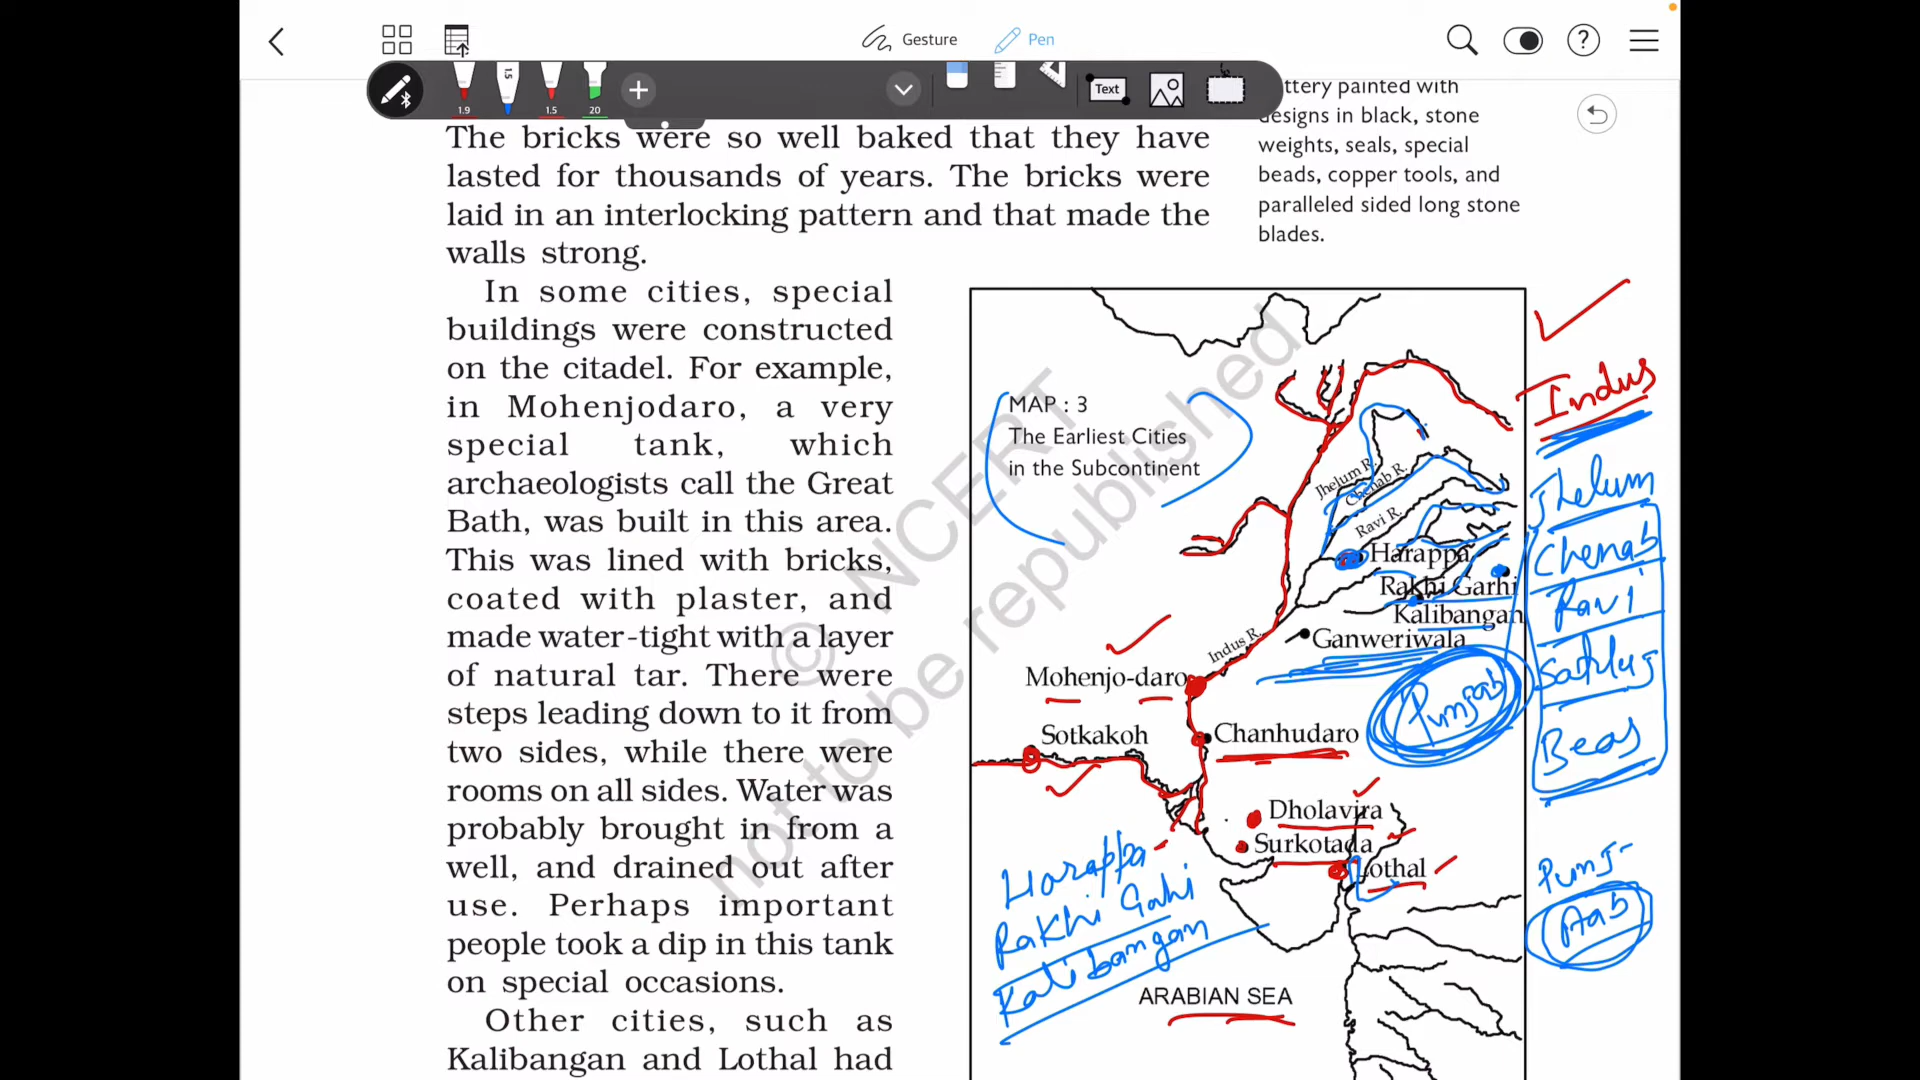 Gesture
Pen
1.9
1.5
1.5
20
Text
The bricks were so well baked that they have
lasted for thousands of years. The bricks were
laid in an interlocking pattern and that made the
walls strong.
In some cities, special
buildings were constructed
on the citadel. For example,
in Mohenjodaro, a very
special tank, which
archaeologists call the Great
Bath, was built in this area.
This was lined with bricks,
coated with plaster, and
made water-tight with a layer
of natural tar. There were
steps leading down to it from
two sides, while there were
rooms on all sides. Water was
probably brought in from a
well, and drained out after
use. Perhaps important
people took a dip in this tank
on special occasions.
Other cities, such as
Kalibangan and Lothal had
painted with
designs in black, stone
weights, seals, special
beads, copper tools, and
paralleled sided long stone
blades.
MAP : 3
The Earliest Cities
in the Subcontinent
Jhelum R.
Chenab R.
Ravi R.
Harappa
Rakhi Garhi
Kalibangan
Ganweriwala
Indus R.
Mohenjo-daro
Sotkakoh
Chanhudaro
Dholavira
Surkotada
Lothal
ARABIAN SEA
© NCERT
not to be republished
Indus
Jhelum
Chenab
Ravi
Satlus
Beas
Punjab
Punj-
Aab
Harappa
Rakhi Gahi
Kalibangan